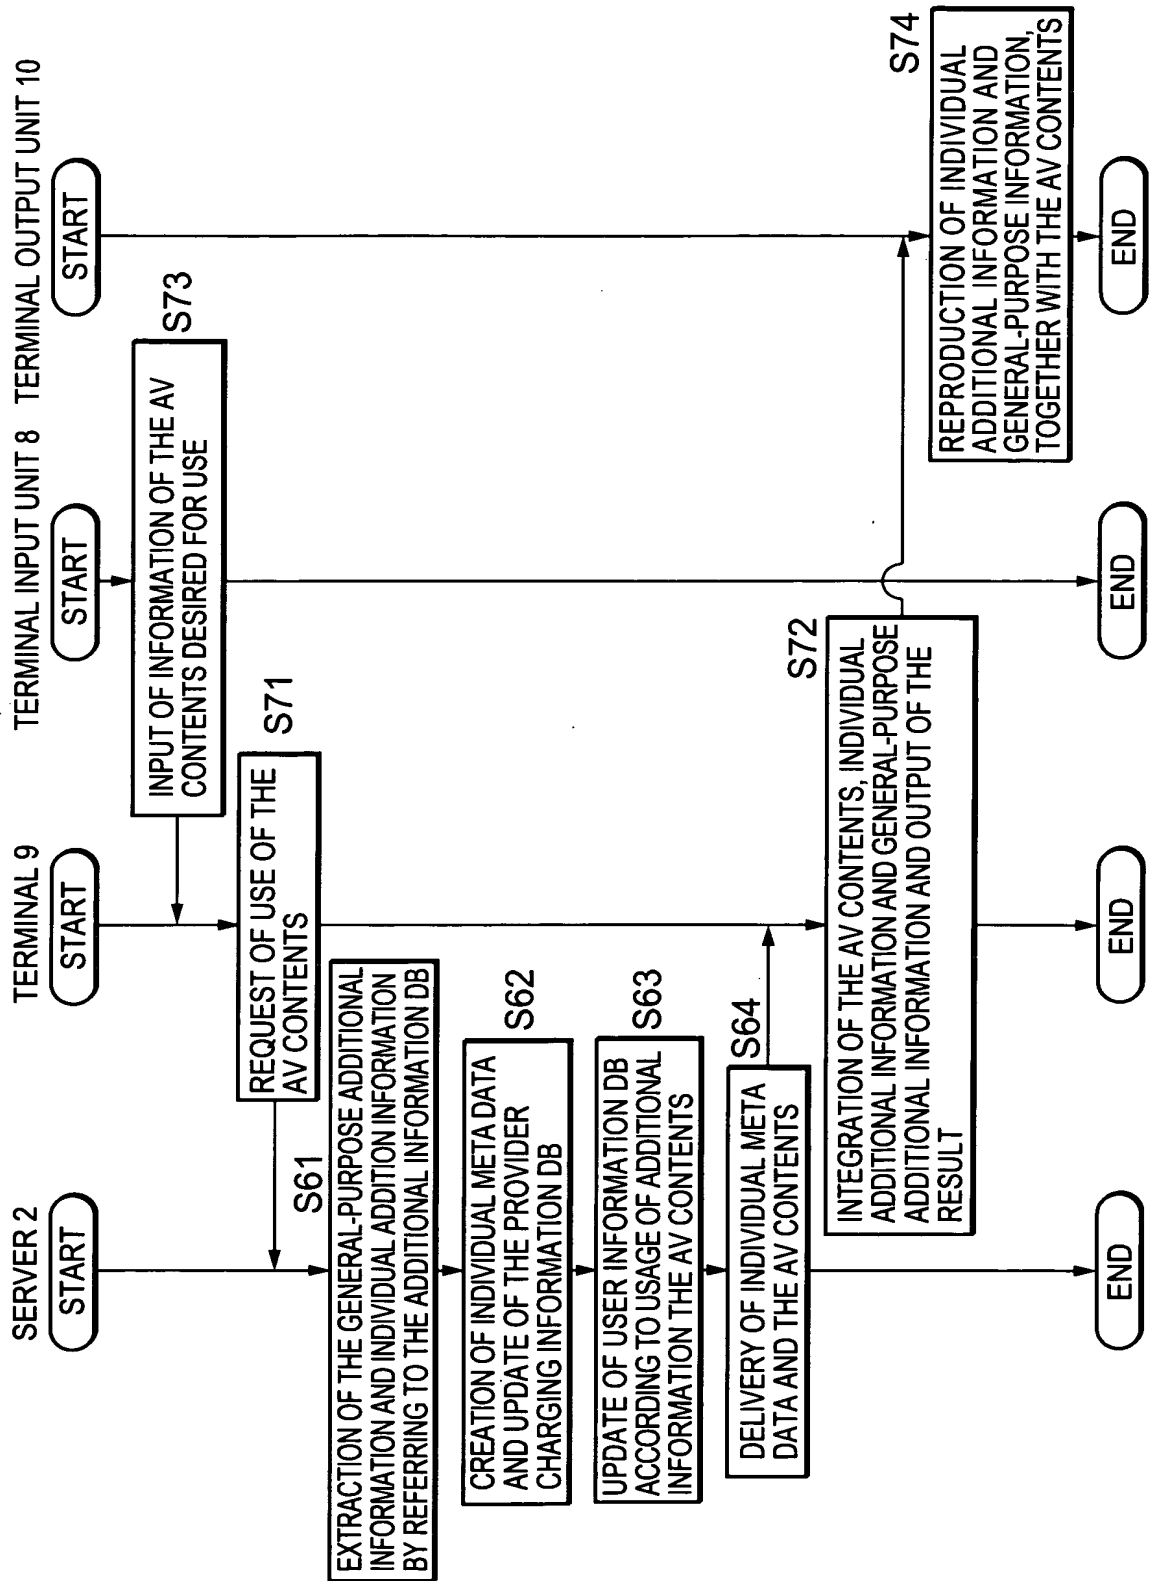 SERVER 2
TERMINAL 9
TERMINAL INPUT UNIT 8
TERMINAL OUTPUT UNIT 10
START
START
START
START
S73
INPUT OF INFORMATION OF THE AV
CONTENTS DESIRED FOR USE
S71
REQUEST OF USE OF THE
AV CONTENTS
S61
EXTRACTION OF THE GENERAL-PURPOSE ADDITIONAL
INFORMATION AND INDIVIDUAL ADDITION INFORMATION
BY REFERRING TO THE ADDITIONAL INFORMATION DB
S62
CREATION OF INDIVIDUAL META DATA
AND UPDATE OF THE PROVIDER
CHARGING INFORMATION DB
S63
UPDATE OF USER INFORMATION DB
ACCORDING TO USAGE OF ADDITIONAL
INFORMATION THE AV CONTENTS
S64
DELIVERY OF INDIVIDUAL META
DATA AND THE AV CONTENTS
S72
INTEGRATION OF THE AV CONTENTS, INDIVIDUAL
ADDITIONAL INFORMATION AND GENERAL-PURPOSE
ADDITIONAL INFORMATION AND OUTPUT OF THE
RESULT
S74
REPRODUCTION OF INDIVIDUAL
ADDITIONAL INFORMATION AND
GENERAL-PURPOSE INFORMATION,
TOGETHER WITH THE AV CONTENTS
END
END
END
END